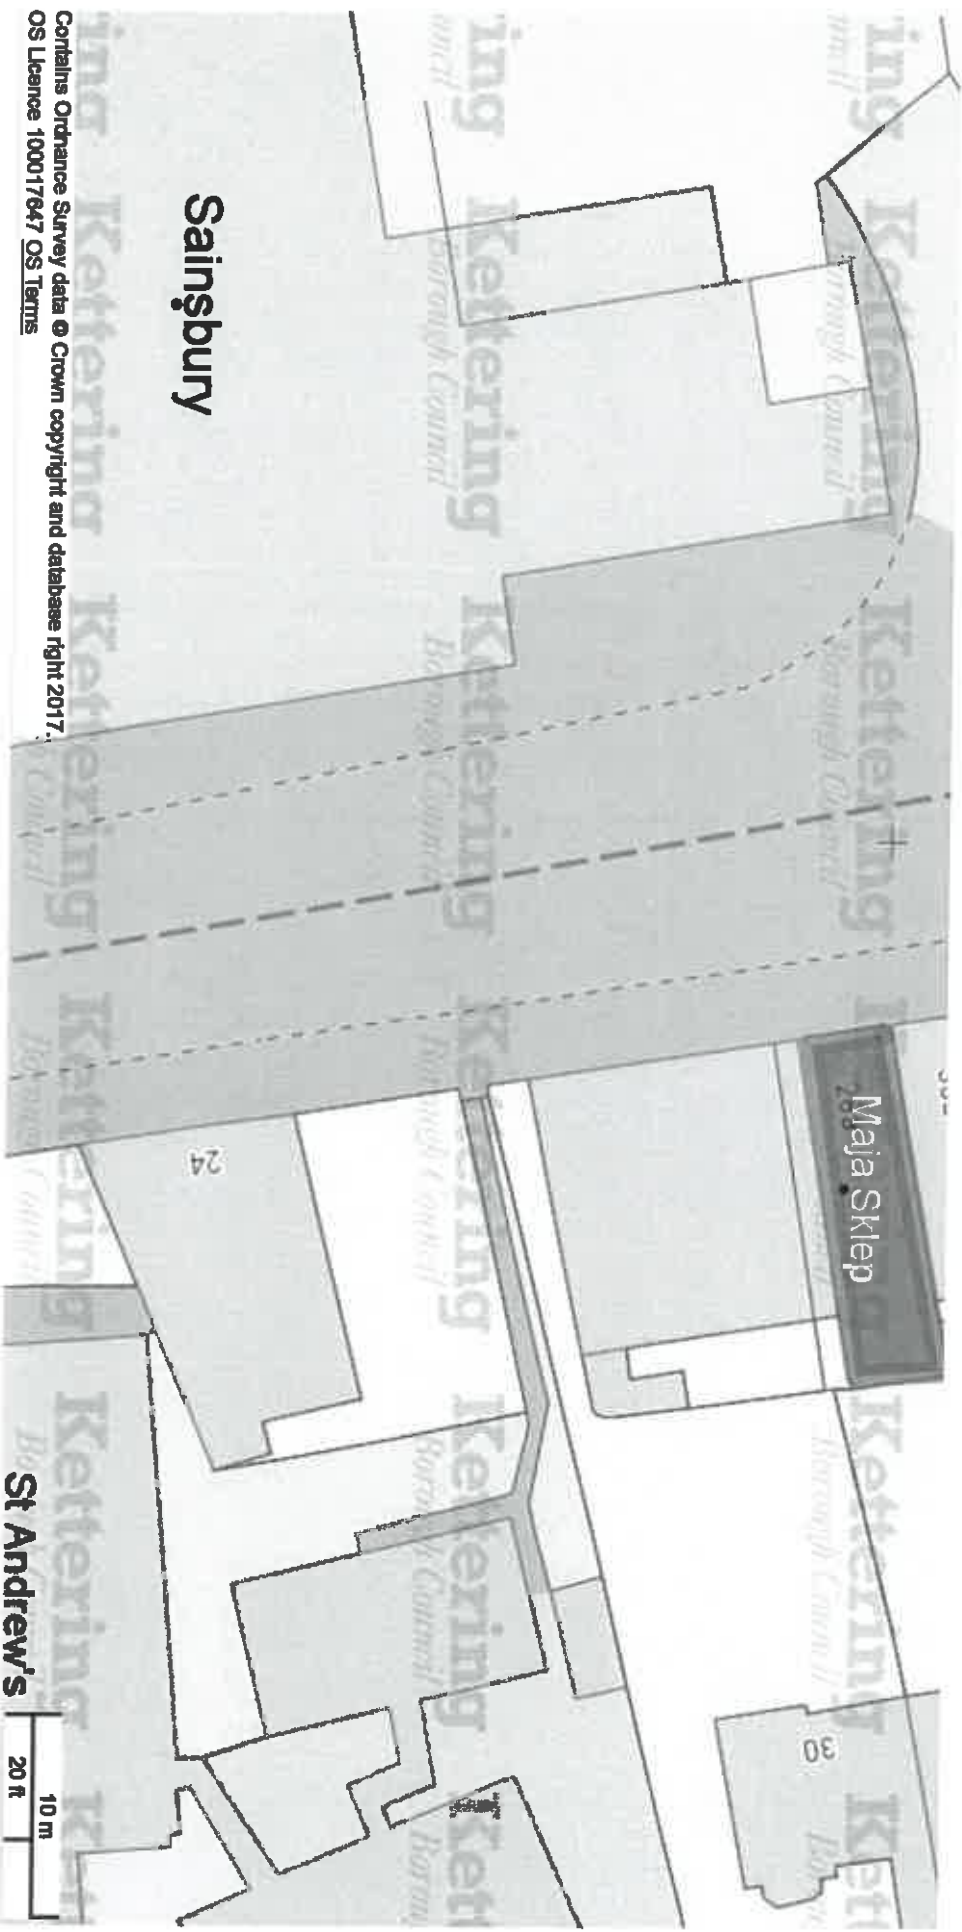 Maja Sklep
Sainsbury
24
30
St Andrew's
10 m
20 ft
Contains Ordnance Survey data © Crown copyright and database right 2017.
OS Licence 100017647 OS Terms
Kettering
Borough Council